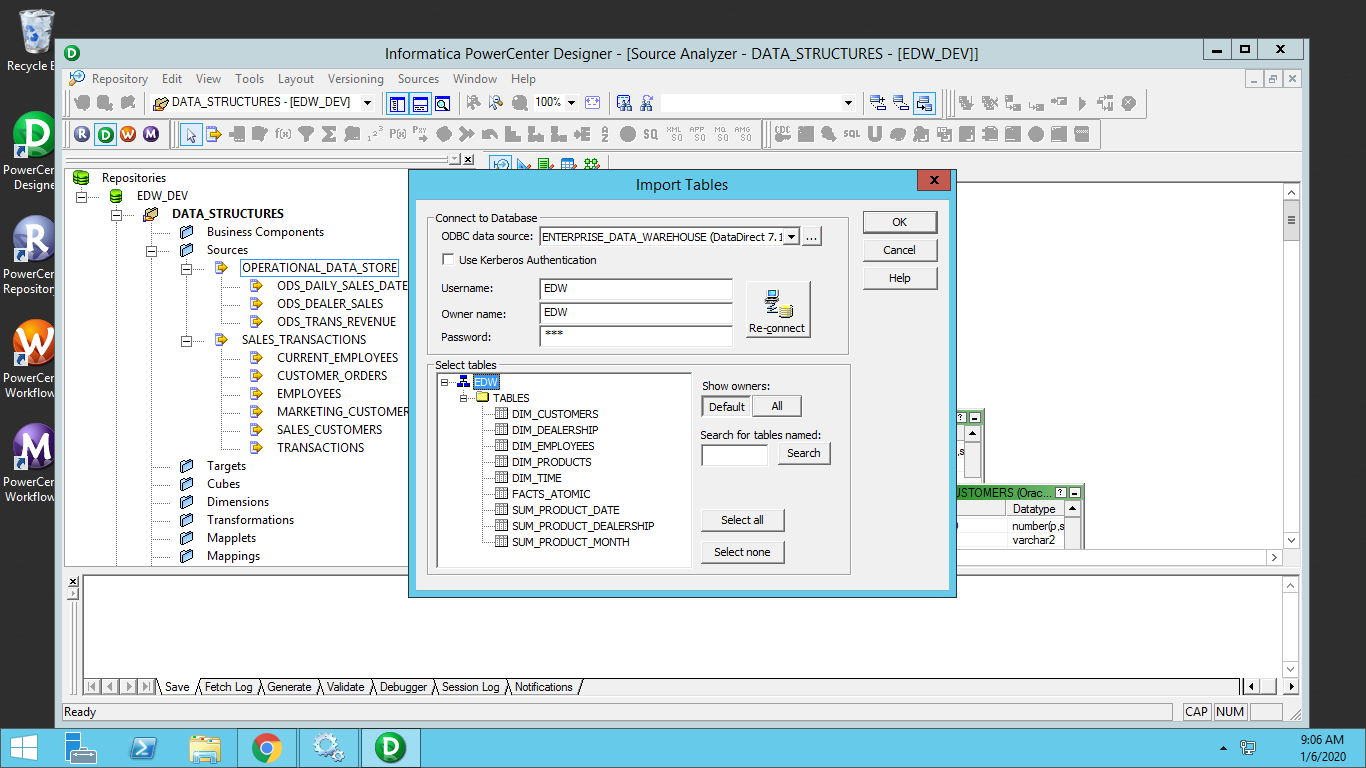 Recycle B
Informatica PowerCenter Designer - [Source Analyzer - DATA_STRUCTURES - [EDW_DEV]]
Repository Edit View Tools Layout Versioning Sources Window Help
DATA_STRUCTURES - [EDW_DEV] 100%
R D W M f(x) P(x) SQ SQL
PowerCen
Designe
PowerCen
Repositor
PowerCen
Workflow
PowerCen
Workflow
Repositories
EDW_DEV
DATA_STRUCTURES
Business Components
Sources
OPERATIONAL_DATA_STORE
ODS_DAILY_SALES_DATE
ODS_DEALER_SALES
ODS_TRANS_REVENUE
SALES_TRANSACTIONS
CURRENT_EMPLOYEES
CUSTOMER_ORDERS
EMPLOYEES
MARKETING_CUSTOMER
SALES_CUSTOMERS
TRANSACTIONS
Targets
Cubes
Dimensions
Transformations
Mapplets
Mappings
Import Tables
Connect to Database
ODBC data source: ENTERPRISE_DATA_WAREHOUSE (DataDirect 7.1 ...
Use Kerberos Authentication
Username: EDW
Owner name: EDW
Password: ***
Re-connect
OK
Cancel
Help
Select tables
EDW
TABLES
DIM_CUSTOMERS
DIM_DEALERSHIP
DIM_EMPLOYEES
DIM_PRODUCTS
DIM_TIME
FACTS_ATOMIC
SUM_PRODUCT_DATE
SUM_PRODUCT_DEALERSHIP
SUM_PRODUCT_MONTH
Show owners:
Default All
Search for tables named:
Search
Select all
Select none
USTOMERS (Orac...
Datatype
number(p,s
varchar2
Save Fetch Log Generate Validate Debugger Session Log Notifications
Ready CAP NUM
9:06 AM
1/6/2020